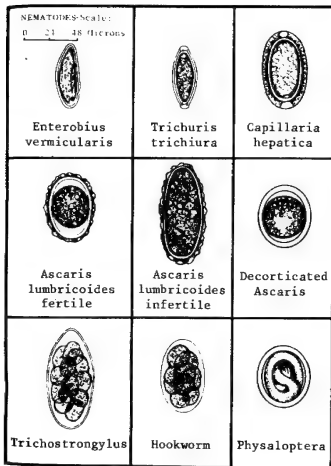 NEMATODES-Scale:
0 24 48 Microns
Enterobius
vermicularis
Trichuris
trichiura
Capillaria
hepatica
Ascaris
lumbricoides
fertile
Ascaris
lumbricoides
infertile
Decorticated
Ascaris
Trichostrongylus
Hookworm
Physaloptera